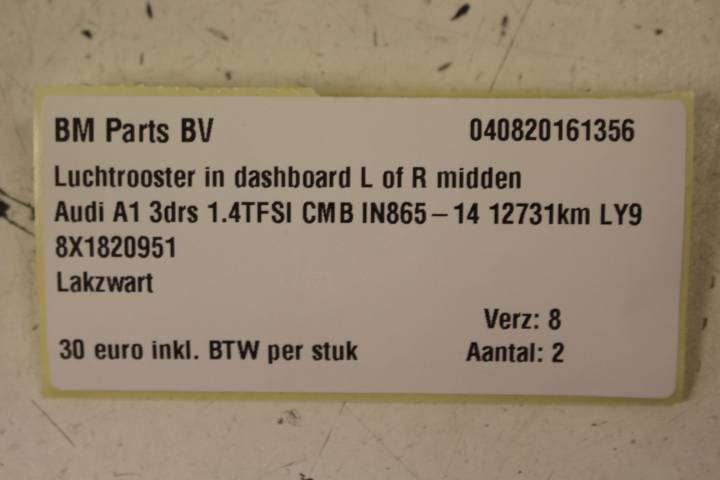 BM Parts BV 040820161356
Luchtrooster in dashboard L of R midden
Audi A1 3drs 1.4TFSI CMB IN865-14 12731km LY9
8X1820951
Lakzwart
Verz: 8
30 euro inkl. BTW per stuk Aantal: 2